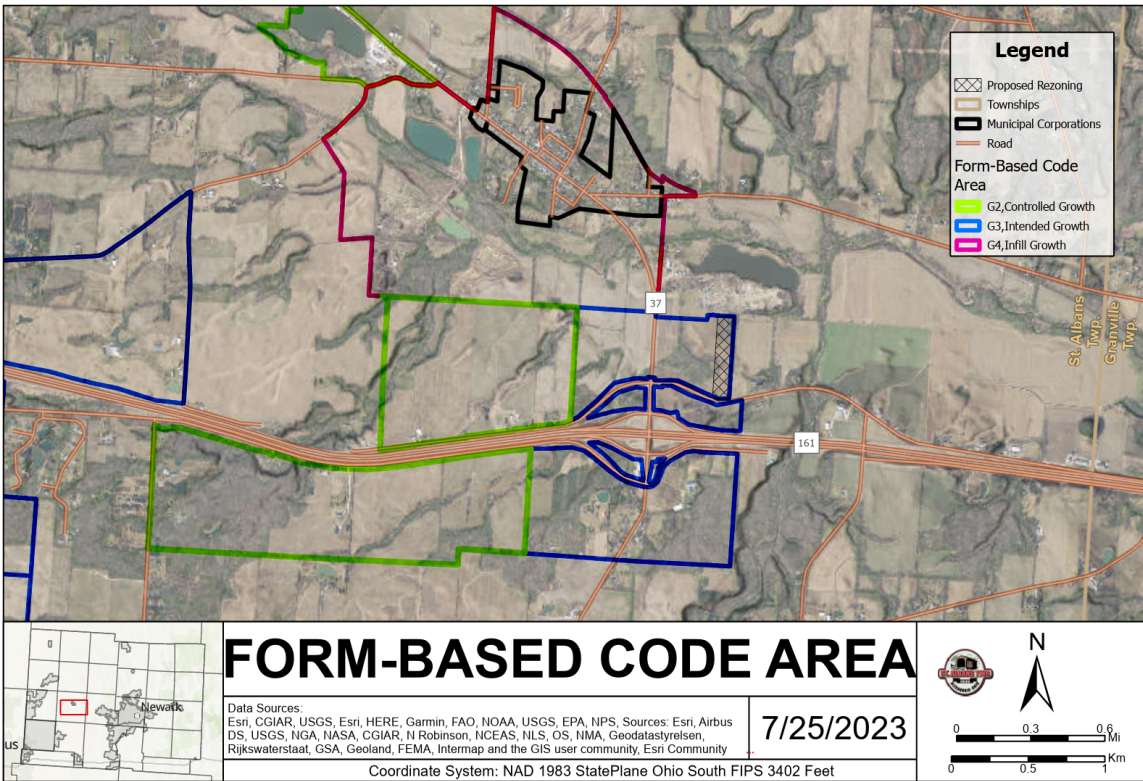 Legend
Proposed Rezoning
Townships
Municipal Corporations
Road
Form-Based Code
Area
G2,Controlled Growth
G3,Intended Growth
G4,Infill Growth
37
St. Albans
Twp.
Granville
Twp.
161
Newark
us
FORM-BASED CODE AREA
Data Sources:
Esri, CGIAR, USGS, Esri, HERE, Garmin, FAO, NOAA, USGS, EPA, NPS, Sources: Esri, Airbus
DS, USGS, NGA, NASA, CGIAR, N Robinson, NCEAS, NLS, OS, NMA, Geodatastyrelsen,
Rijkswaterstaat, GSA, Geoland, FEMA, Intermap and the GIS user community, Esri Community
...
7/25/2023
Coordinate System: NAD 1983 StatePlane Ohio South FIPS 3402 Feet
N
0 0.3 0.6
Mi
Km
0 0.5 1